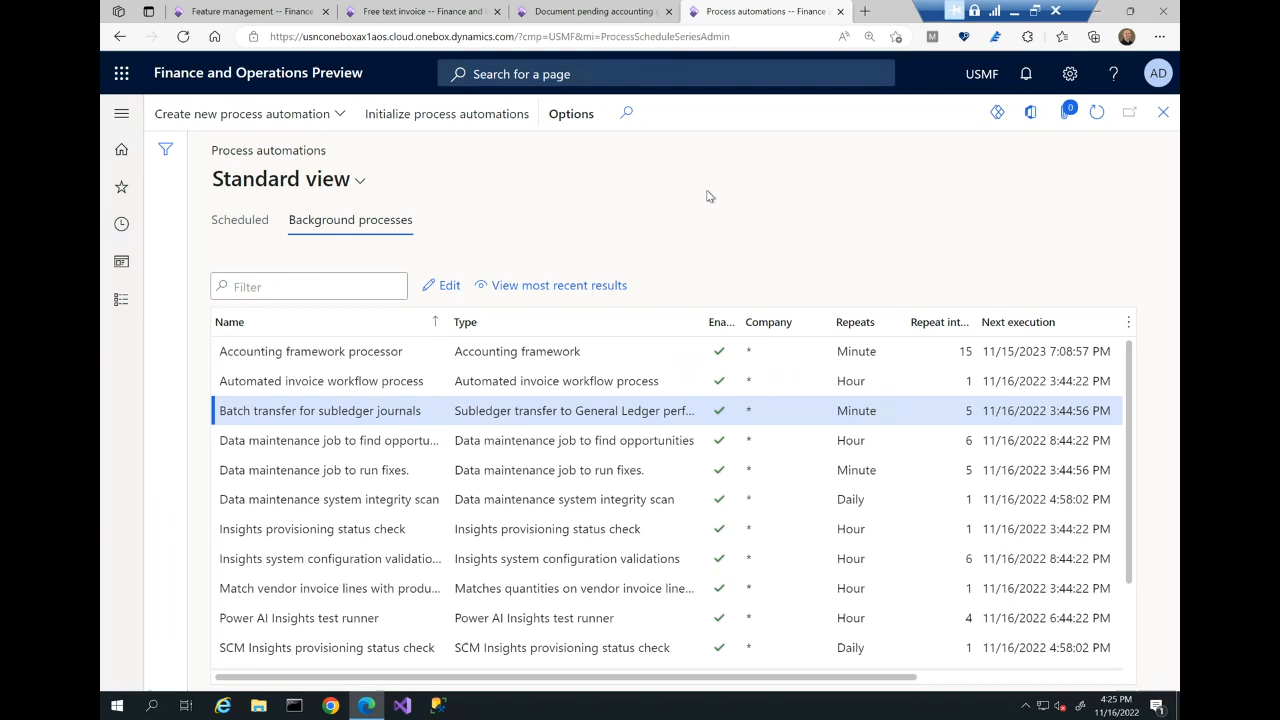 Feature management -- Finance
Free text invoice -- Finance and
Document pending accounting
Process automations -- Finance
https://usnconeboxax1aos.cloud.onebox.dynamics.com/?cmp=USMF&mi=ProcessScheduleSeriesAdmin
Finance and Operations Preview
Search for a page
USMF
AD
Create new process automation
Initialize process automations
Options
0
Process automations
Standard view
Scheduled
Background processes
Filter
Edit
View most recent results
Name Type Ena... Company Repeats Repeat int... Next execution
Accounting framework processor Accounting framework * Minute 15 11/15/2023 7:08:57 PM
Automated invoice workflow process Automated invoice workflow process * Hour 1 11/16/2022 3:44:22 PM
Batch transfer for subledger journals Subledger transfer to General Ledger perf... * Minute 5 11/16/2022 3:44:56 PM
Data maintenance job to find opportu... Data maintenance job to find opportunities * Hour 6 11/16/2022 8:44:22 PM
Data maintenance job to run fixes. Data maintenance job to run fixes. * Minute 5 11/16/2022 3:44:56 PM
Data maintenance system integrity scan Data maintenance system integrity scan * Daily 1 11/16/2022 4:58:02 PM
Insights provisioning status check Insights provisioning status check * Hour 1 11/16/2022 3:44:22 PM
Insights system configuration validatio... Insights system configuration validations * Hour 6 11/16/2022 8:44:22 PM
Match vendor invoice lines with produ... Matches quantities on vendor invoice line... * Hour 1 11/16/2022 3:44:22 PM
Power AI Insights test runner Power AI Insights test runner * Hour 4 11/16/2022 6:44:22 PM
SCM Insights provisioning status check SCM Insights provisioning status check * Daily 1 11/16/2022 4:58:02 PM
4:25 PM
11/16/2022